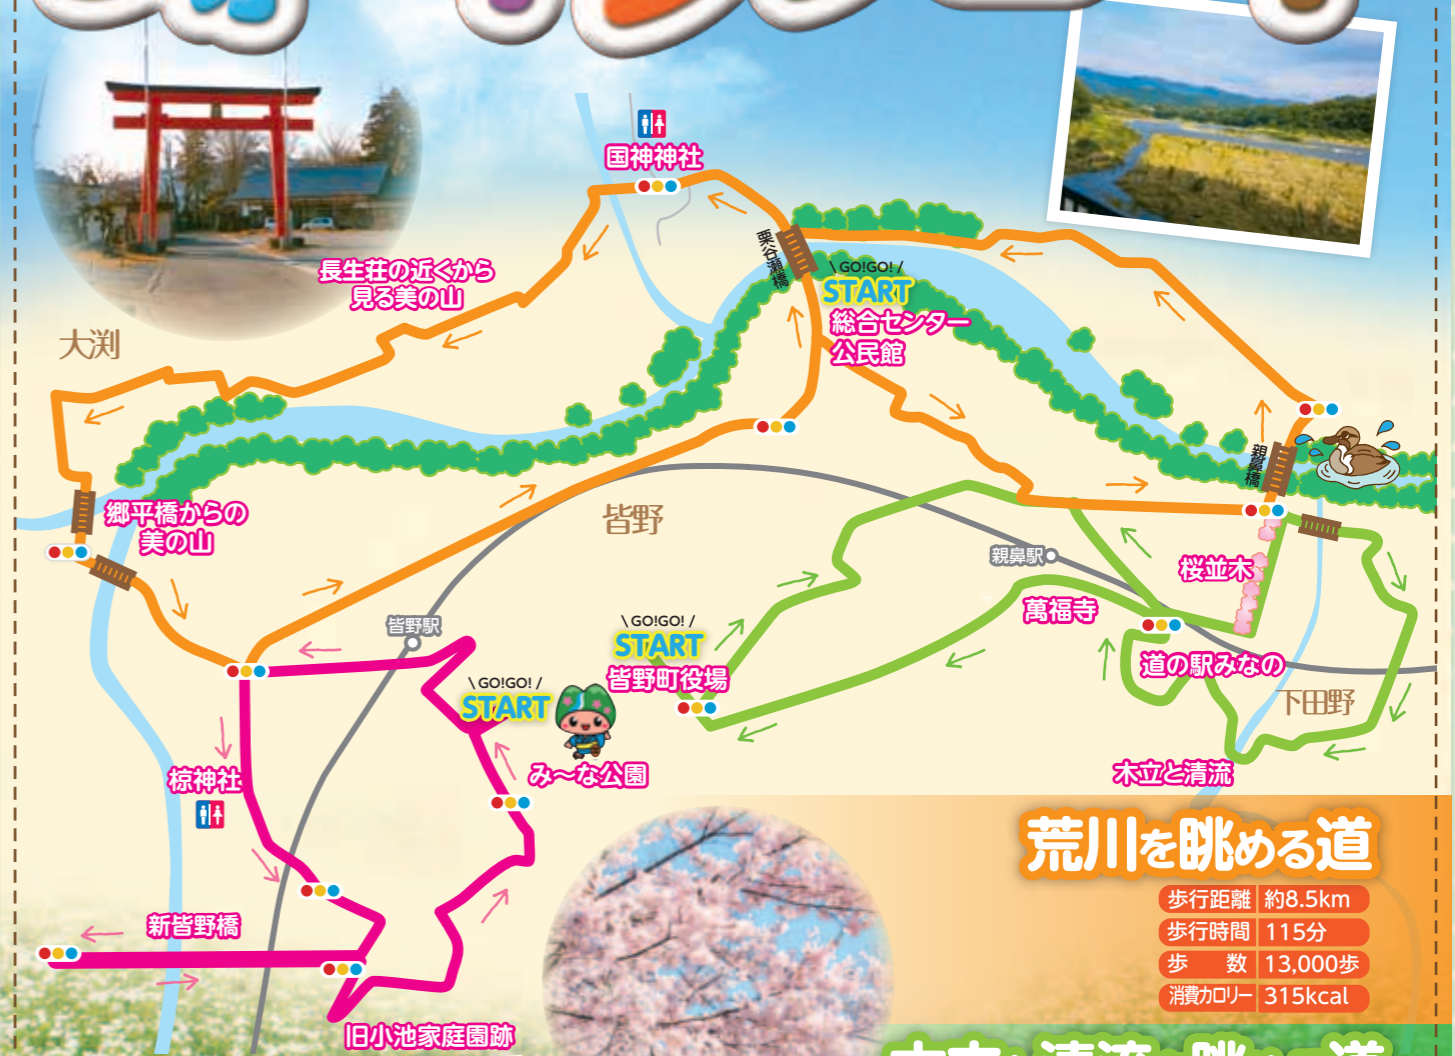 国神神社
長生荘の近くから
見る美の山
大渕
栗谷瀬橋
GO!GO!
START
総合センター
公民館
親鼻橋
郷平橋からの
美の山
皆野
親鼻駅
桜並木
萬福寺
皆野駅
GO!GO!
START
皆野町役場
道の駅みなの
下田野
GO!GO!
START
み〜な公園
椋神社
木立と清流
新皆野橋
旧小池家庭園跡
荒川を眺める道
歩行距離 約8.5km
歩行時間 115分
歩 数 13,000歩
消費カロリー 315kcal